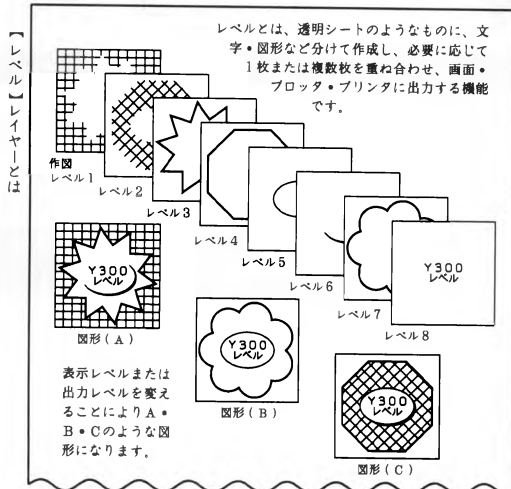 【レベル】レイヤーとは
レベルとは、透明シートのようなものに、文
字・図形など分けて作成し、必要に応じて
1枚または複数枚を重ね合わせ、画面・
プロッタ・プリンタに出力する機能
です。
作図
レベル1
レベル2
レベル3
レベル4
レベル5
レベル6
レベル7
Y300
レベル
レベル8
Y300
レベル
図形(A)
Y300
レベル
図形(B)
Y300
レベル
図形(C)
表示レベルまたは
出力レベルを変え
ることによりA・
B・Cのような図
形になります。